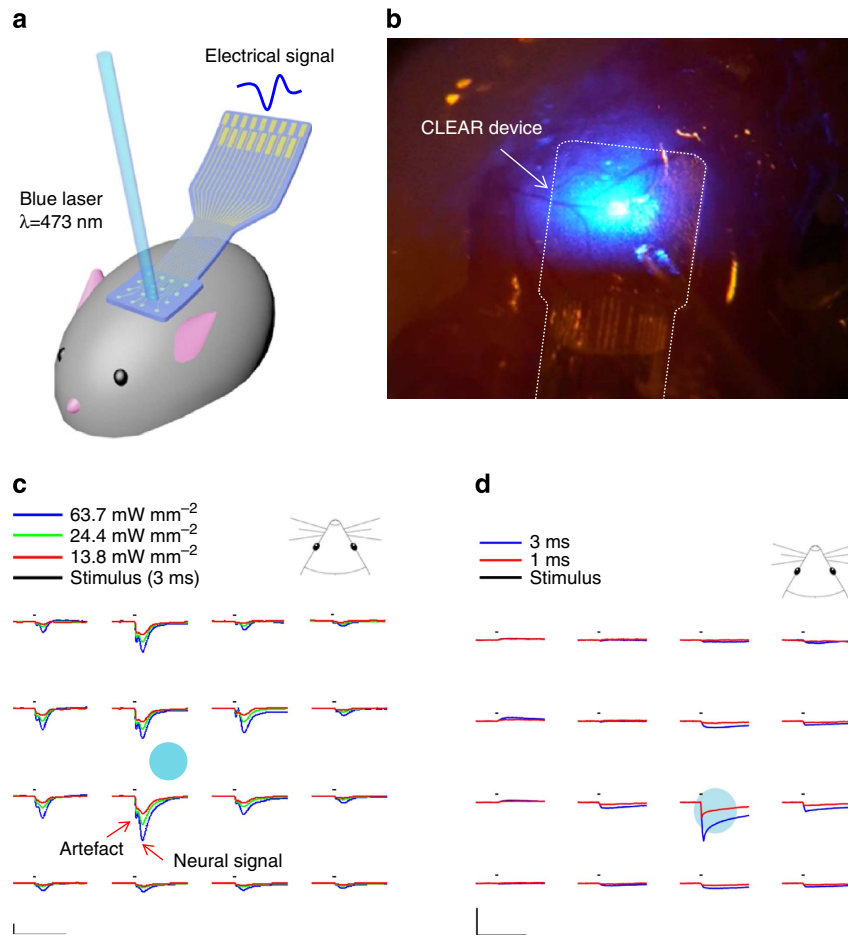 a
Electrical signal
Blue laser
λ=473 nm
b
CLEAR device
c
63.7 mW mm⁻²
24.4 mW mm⁻²
13.8 mW mm⁻²
Stimulus (3 ms)
Artefact
Neural signal
d
3 ms
1 ms
Stimulus